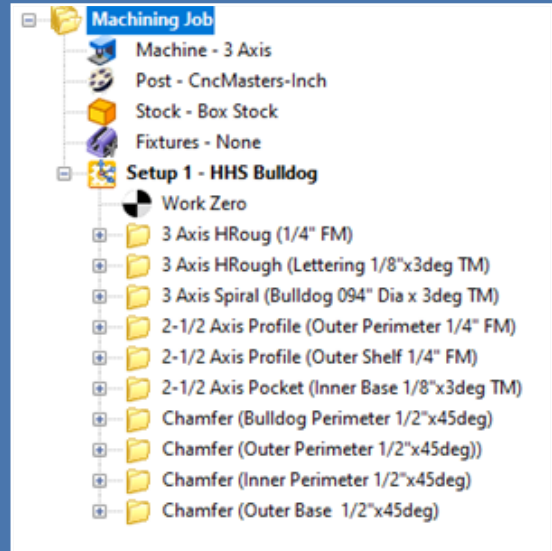 Machining Job
Machine - 3 Axis
Post - CncMasters-Inch
Stock - Box Stock
Fixtures - None
Setup 1 - HHS Bulldog
Work Zero
3 Axis HRoug (1/4" FM)
3 Axis HRough (Lettering 1/8"x3deg TM)
3 Axis Spiral (Bulldog 094" Dia x 3deg TM)
2-1/2 Axis Profile (Outer Perimeter 1/4" FM)
2-1/2 Axis Profile (Outer Shelf 1/4" FM)
2-1/2 Axis Pocket (Inner Base 1/8"x3deg TM)
Chamfer (Bulldog Perimeter 1/2"x45deg)
Chamfer (Outer Perimeter 1/2"x45deg))
Chamfer (Inner Perimeter 1/2"x45deg)
Chamfer (Outer Base  1/2"x45deg)